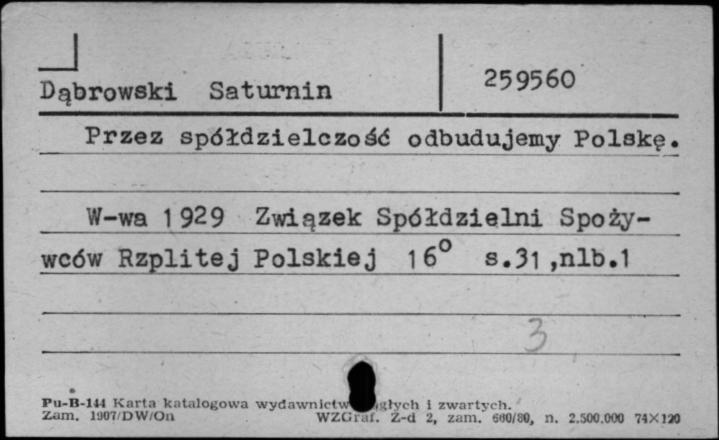 Dąbrowski Saturnin 259560
Przez spółdzielczość odbudujemy Polskę.
W-wa 1929 Związek Spółdzielni Spoży-
wców Rzplitej Polskiej 16° s.31,nlb.1
3
Pu-B-144 Karta katalogowa wydawnictw głych i zwartych.
Zam. 1907/DW/On WZGraf. Z-d 2, zam. 600/80, n. 2.500.000 74×120